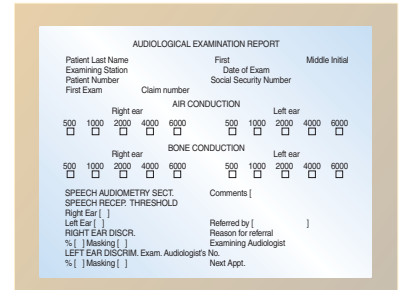 AUDIOLOGICAL EXAMINATION REPORT
Patient Last Name First Middle Initial
Examining Station Date of Exam
Patient Number Social Security Number
First Exam Claim number
AIR CONDUCTION
Right ear Left ear
500 1000 2000 4000 6000 500 1000 2000 4000 6000
BONE CONDUCTION
Right ear Left ear
500 1000 2000 4000 6000 500 1000 2000 4000 6000
SPEECH AUDIOMETRY SECT. Comments [
SPEECH RECEP. THRESHOLD
Right Ear [ ]
Left Ear [ ] Referred by [ ]
RIGHT EAR DISCR. Reason for referral
% [ ] Masking [ ] Examining Audiologist
LEFT EAR DISCRIM. Exam. Audiologist's No.
% [ ] Masking [ ] Next Appt.